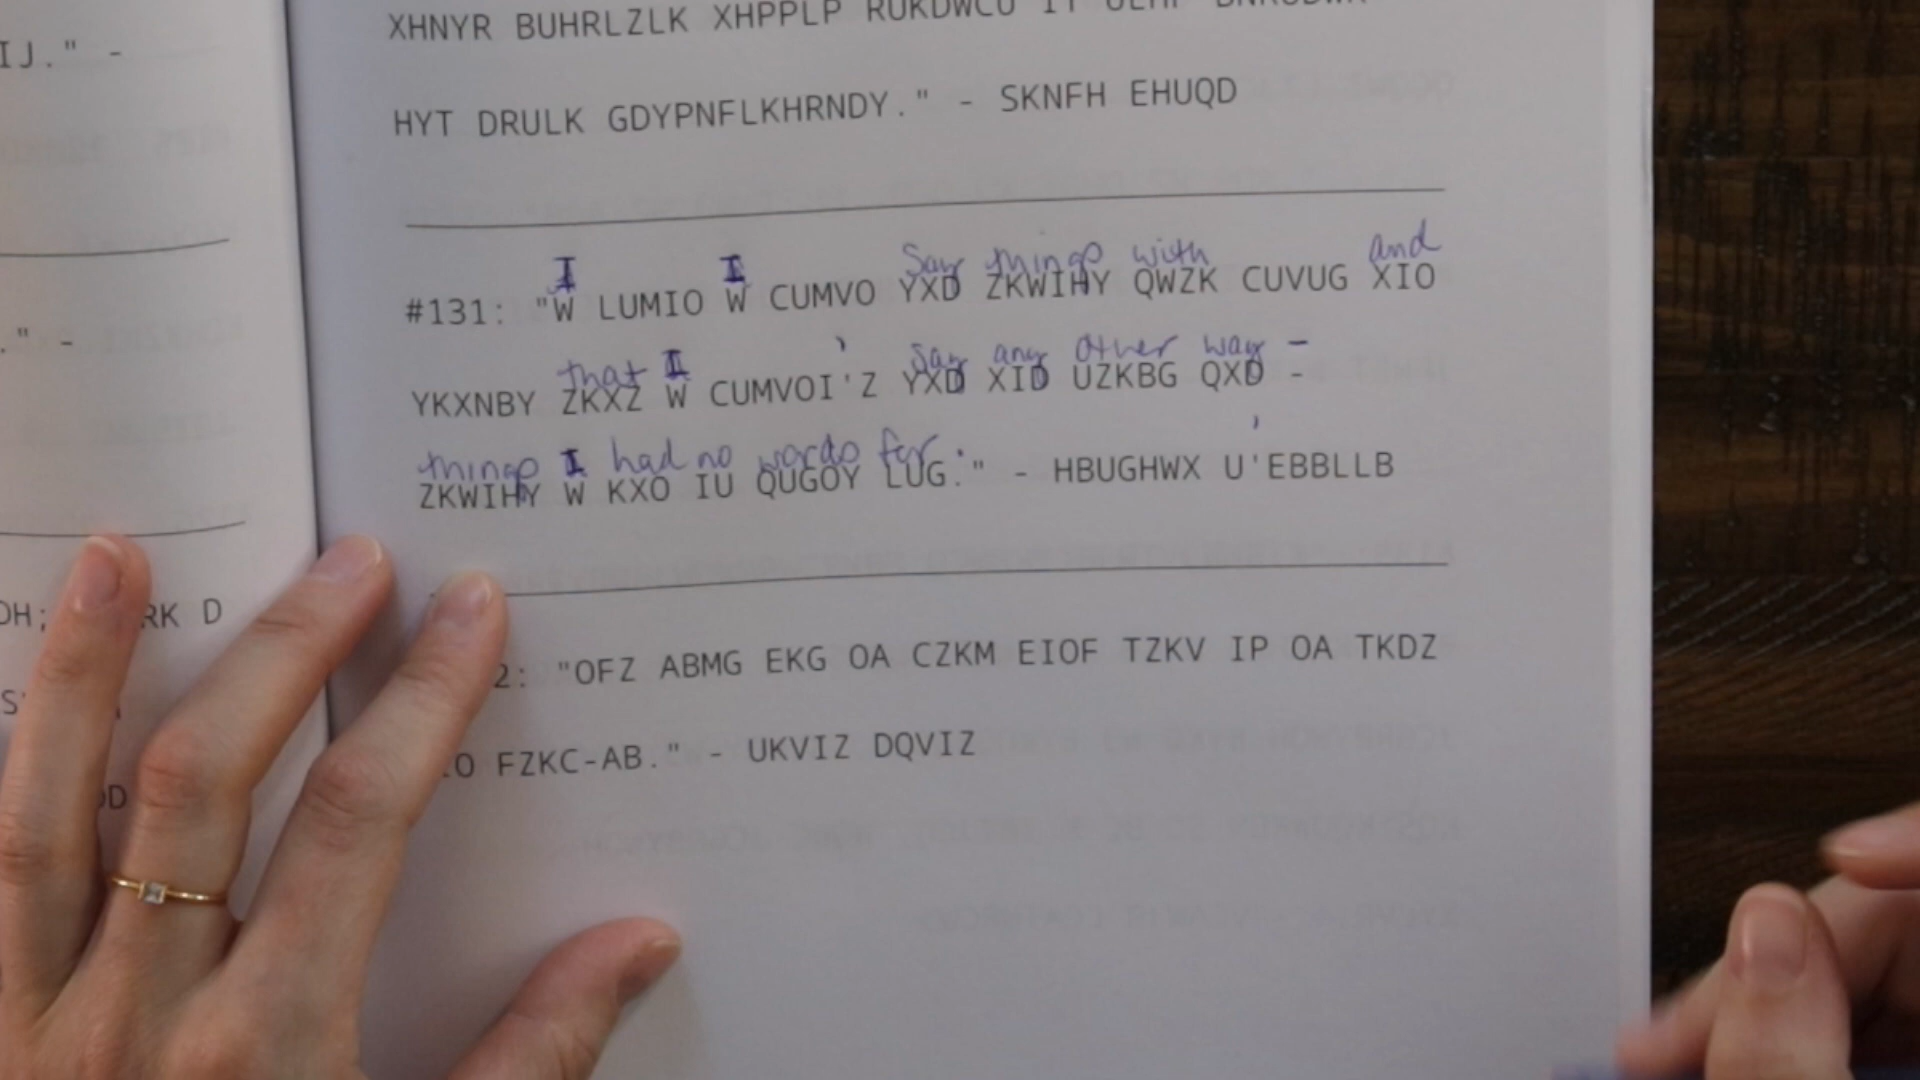 IJ." -
XHNYR BUHRLZLK XHPPLP
HYT DRULK GDYPNFLKHRNDY." - SKNFH EHUQD
I I Say things with and
#131: "W LUMIO W CUMVO YXD ZKWIHY QWZK CUVUG XIO
that I ' say any other way -
YKXNBY ZKXZ W CUMVOI'Z YXD XID UZKBG QXD -
things I had no words for. '
ZKWIHY W KXO IU QUGOY LUG." - HBUGHWX U'EBBLLB
." -
OH; RK D
2: "OFZ ABMG EKG OA CZKM EIOF TZKV IP OA TKDZ
O FZKC-AB." - UKVIZ DQVIZ